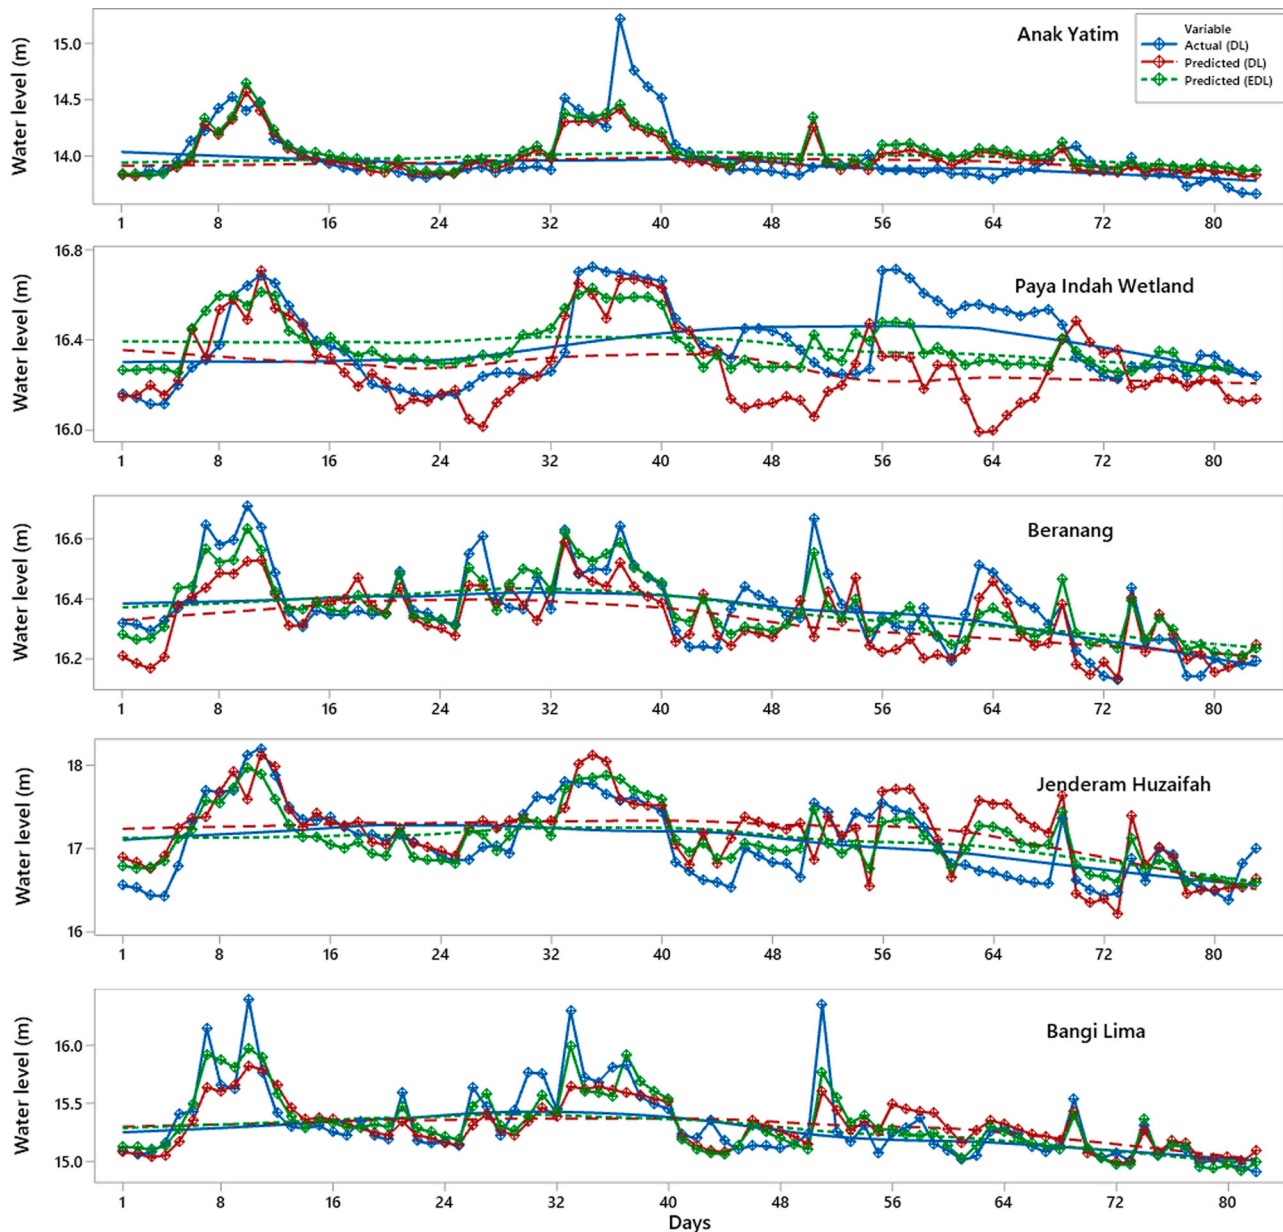 Anak Yatim
Variable
Actual (DL)
Predicted (DL)
Predicted (EDL)
Water level (m)
15.0
14.5
14.0
1 8 16 24 32 40 48 56 64 72 80
Paya Indah Wetland
Water level (m)
16.8
16.4
16.0
1 8 16 24 32 40 48 56 64 72 80
Beranang
Water level (m)
16.6
16.4
16.2
1 8 16 24 32 40 48 56 64 72 80
Jenderam Huzaifah
Water level (m)
18
17
16
1 8 16 24 32 40 48 56 64 72 80
Bangi Lima
Water level (m)
16.0
15.5
15.0
1 8 16 24 32 40 48 56 64 72 80
Days